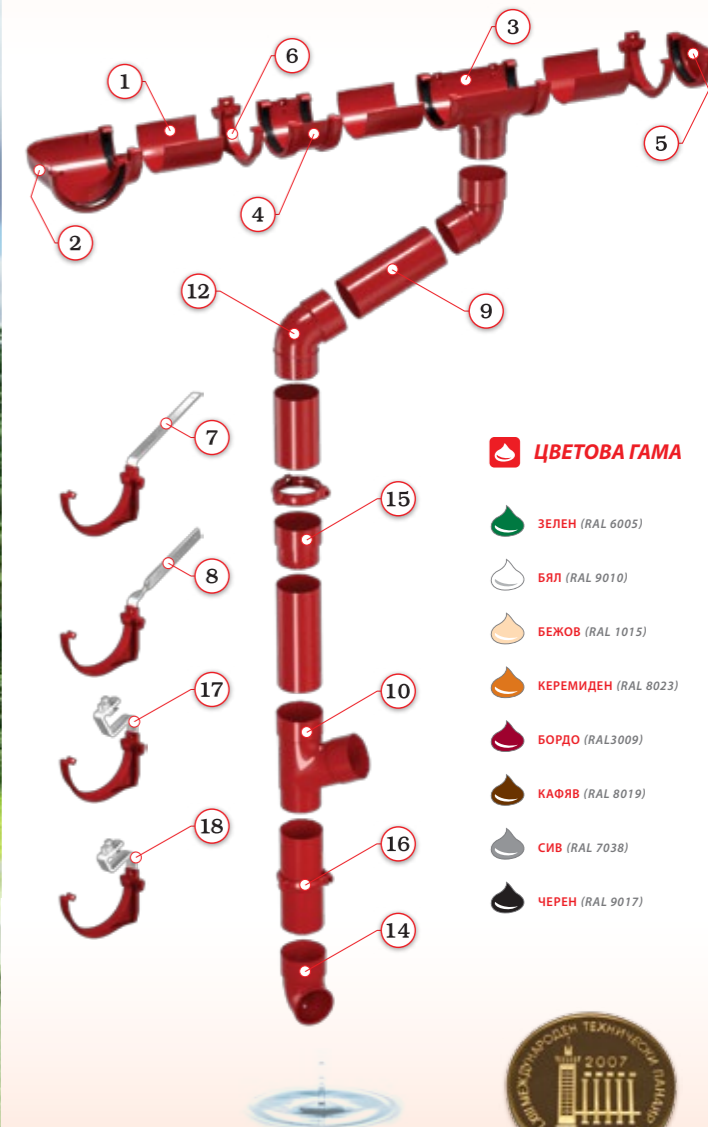 3
6
1
5
4
2
12
9
7
ЦВЕТОВА ГАМА
15
ЗЕЛЕН (RAL 6005)
8
БЯЛ (RAL 9010)
БЕЖОВ (RAL 1015)
17
10
КЕРЕМИДЕН (RAL 8023)
БОРДО (RAL3009)
КАФЯВ (RAL 8019)
18
16
СИВ (RAL 7038)
ЧЕРЕН (RAL 9017)
14
МЕЖДУНАРОДЕН ТЕХНИЧЕСКИ ПАНАИР
2007